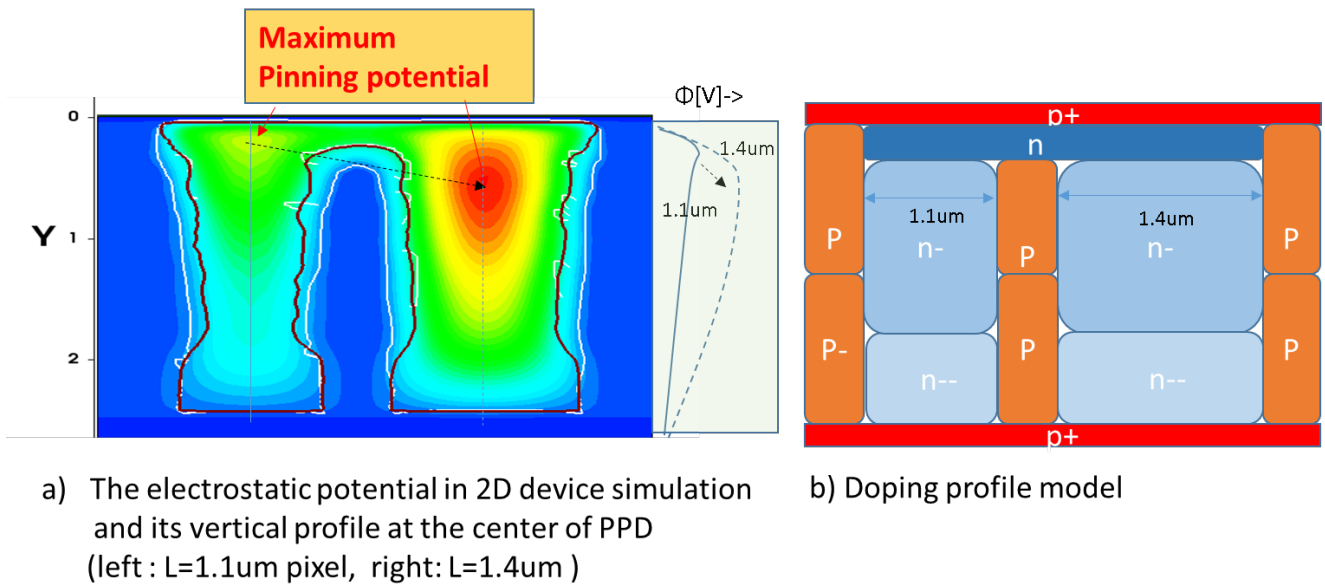 Maximum
Pinning potential
Φ[V]->
0
Y
1
2
1.4um
1.1um
p+
n
1.1um
1.4um
n-
n-
P
P
P
P-
P
P
n--
n--
p+
a) The electrostatic potential in 2D device simulation
and its vertical profile at the center of PPD
(left : L=1.1um pixel, right: L=1.4um )
b) Doping profile model